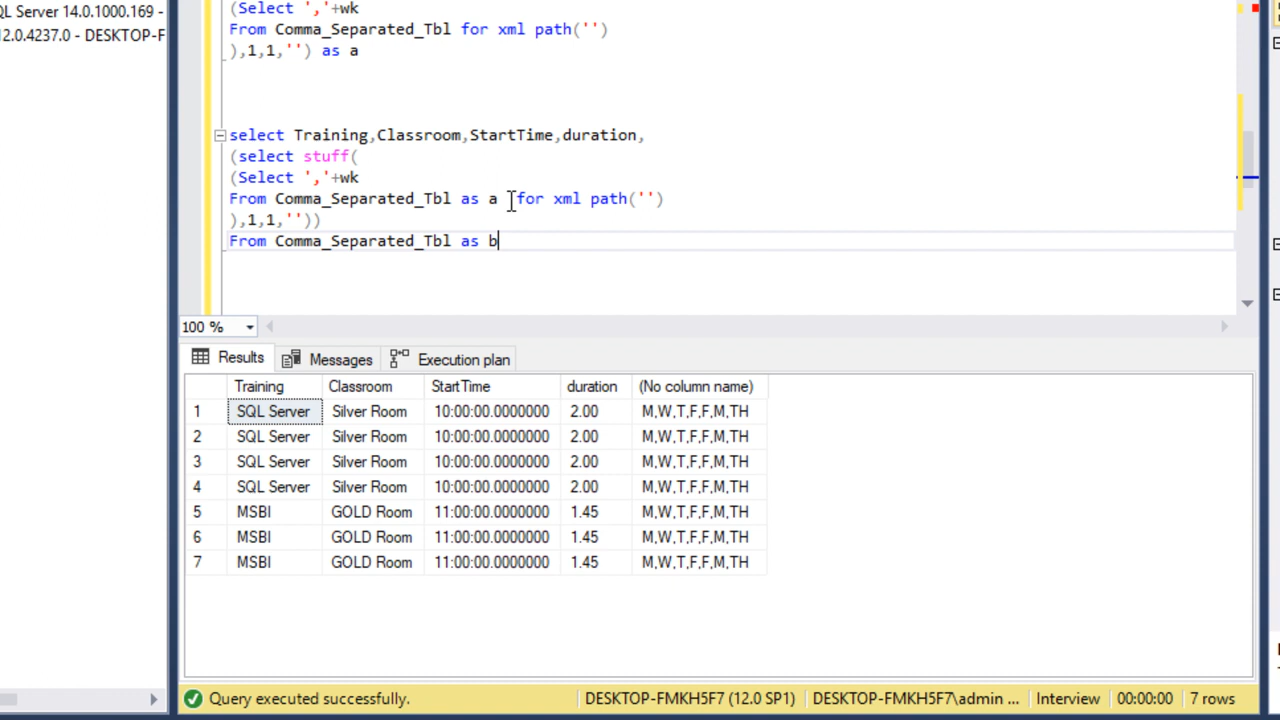 QL Server 14.0.1000.169 -
12.0.4237.0 - DESKTOP-F
(Select ','+wk
From Comma_Separated_Tbl for xml path('')
),1,1,'') as a
select Training,Classroom,StartTime,duration,
(select stuff(
(Select ','+wk
From Comma_Separated_Tbl as a for xml path('')
),1,1,''))
From Comma_Separated_Tbl as b
100 %
Results Messages Execution plan
Training Classroom StartTime duration (No column name)
1 SQL Server Silver Room 10:00:00.0000000 2.00 M,W,T,F,F,M,TH
2 SQL Server Silver Room 10:00:00.0000000 2.00 M,W,T,F,F,M,TH
3 SQL Server Silver Room 10:00:00.0000000 2.00 M,W,T,F,F,M,TH
4 SQL Server Silver Room 10:00:00.0000000 2.00 M,W,T,F,F,M,TH
5 MSBI GOLD Room 11:00:00.0000000 1.45 M,W,T,F,F,M,TH
6 MSBI GOLD Room 11:00:00.0000000 1.45 M,W,T,F,F,M,TH
7 MSBI GOLD Room 11:00:00.0000000 1.45 M,W,T,F,F,M,TH
Query executed successfully. DESKTOP-FMKH5F7 (12.0 SP1) DESKTOP-FMKH5F7\admin ... Interview 00:00:00 7 rows